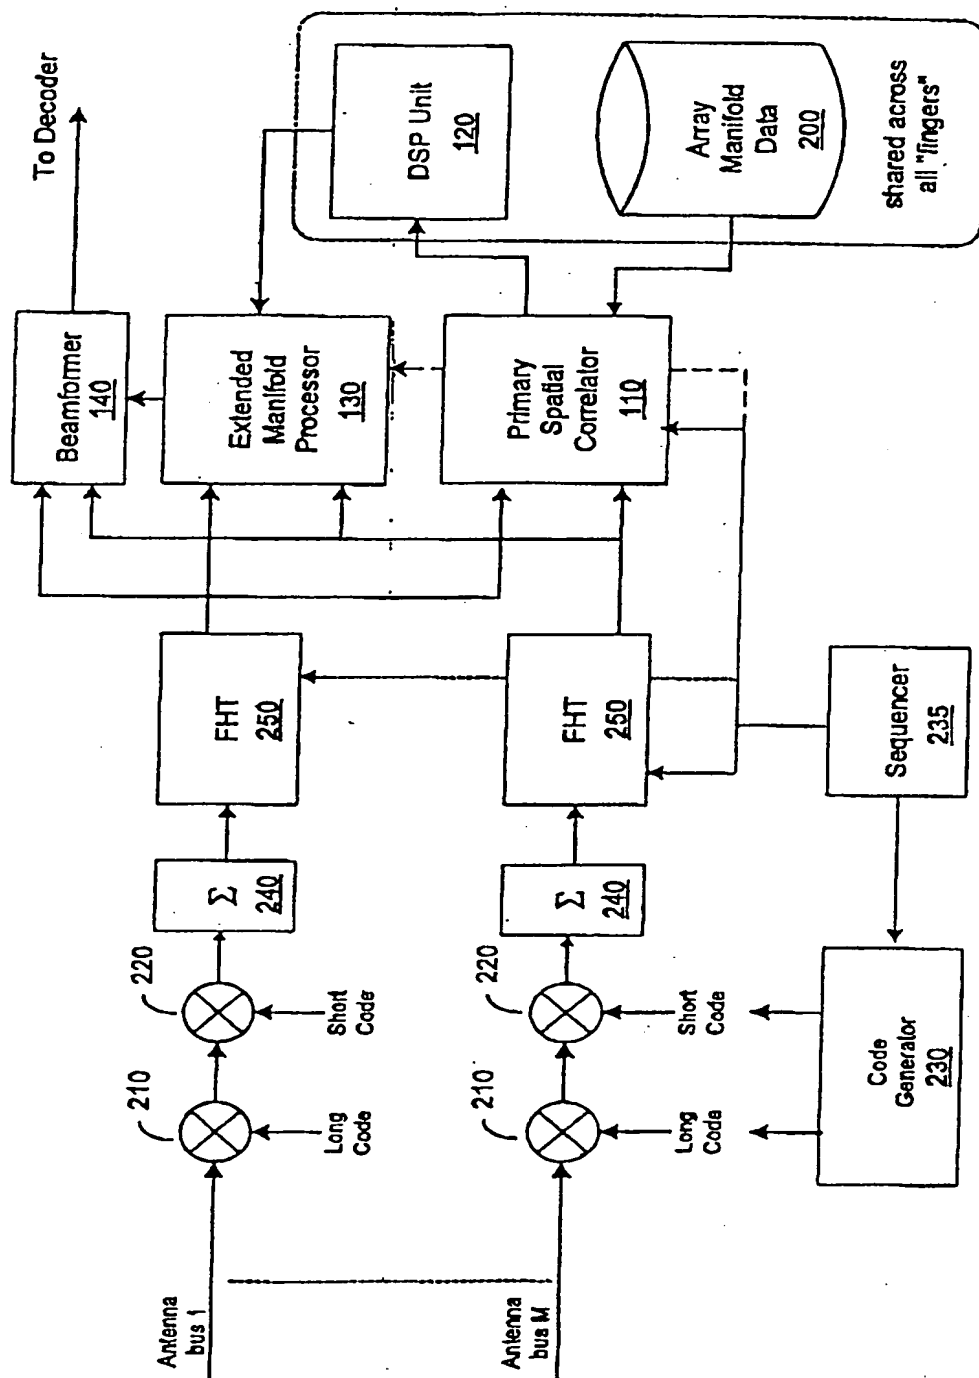 To Decoder
Beamformer
140
Extended
Manifold
Processor
130
Primary
Spatial
Correlator
110
DSP Unit
120
Array
Manifold
Data
200
shared across
all "fingers"
FHT
250
FHT
250
Sequencer
235
Σ
240
Σ
240
220
Short
Code
220
Short
Code
210
Long
Code
210
Long
Code
Code
Generator
230
Antenna
bus 1
Antenna
bus M